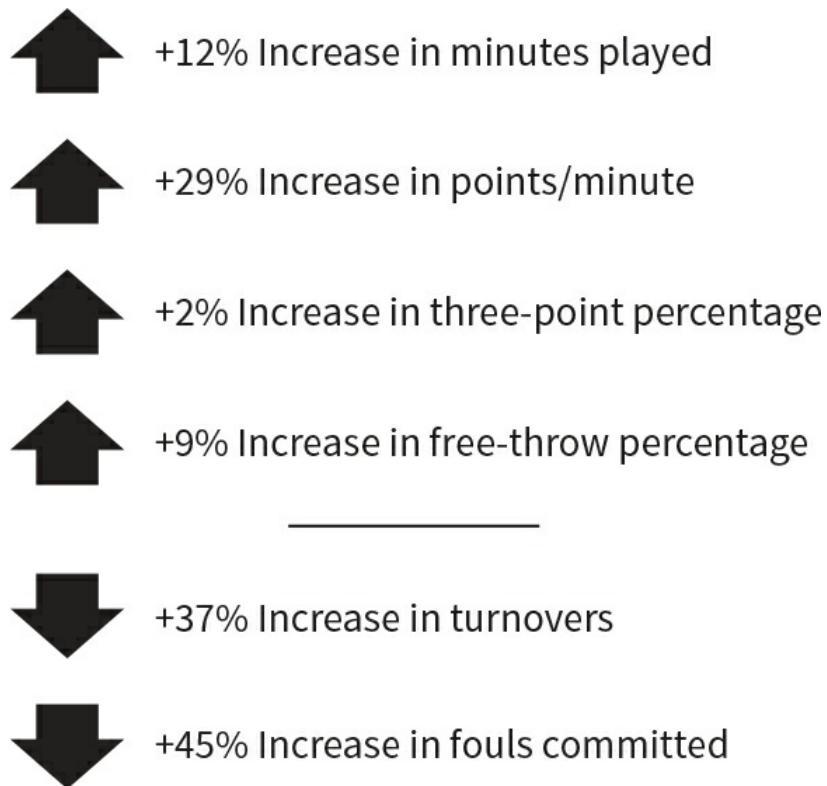 +12% Increase in minutes played
+29% Increase in points/minute
+2% Increase in three-point percentage
+9% Increase in free-throw percentage
+37% Increase in turnovers
+45% Increase in fouls committed